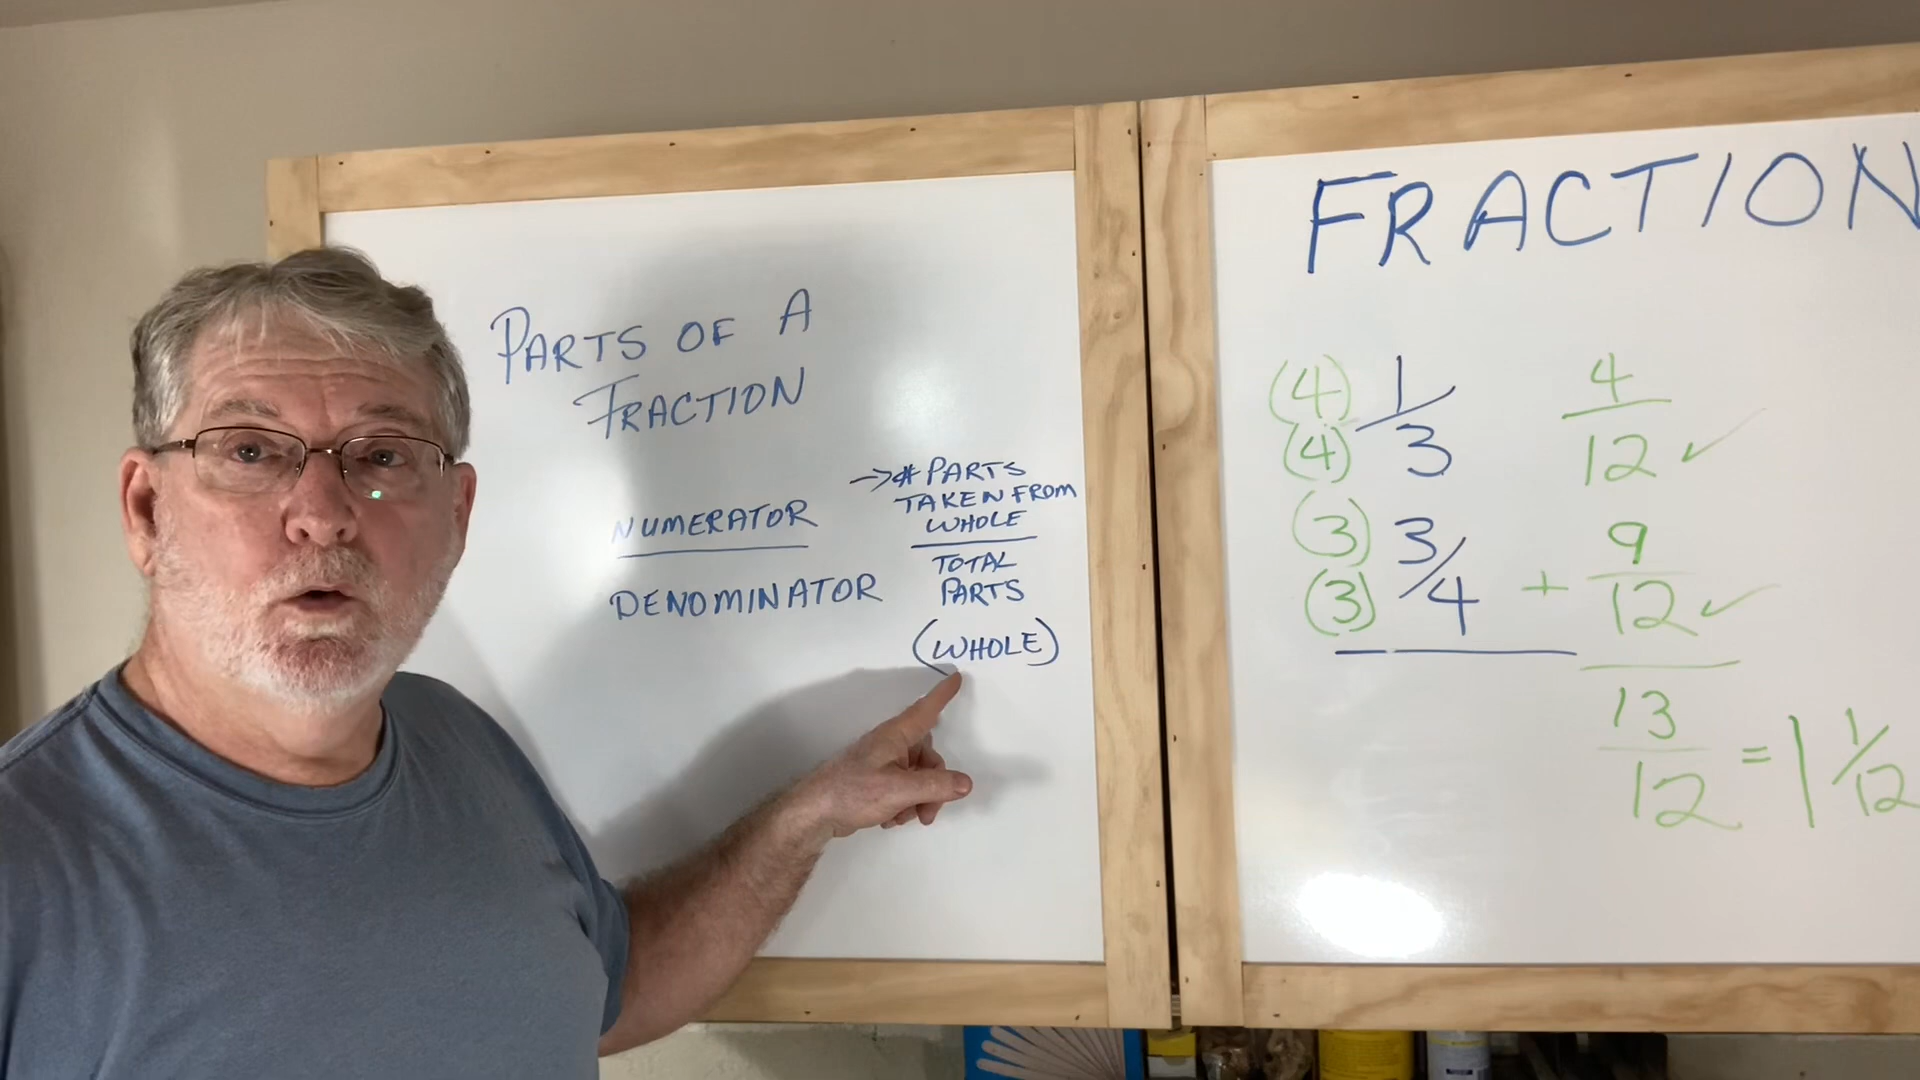 PARTS OF A
FRACTION
NUMERATOR
DENOMINATOR
→ # PARTS
TAKEN FROM
WHOLE
TOTAL
PARTS
(WHOLE)
FRACTION
(4) 1 4
(4) 3 12 ✓
(3) 3 9
(3) 4 + 12 ✓
13
12 = 1 1/12